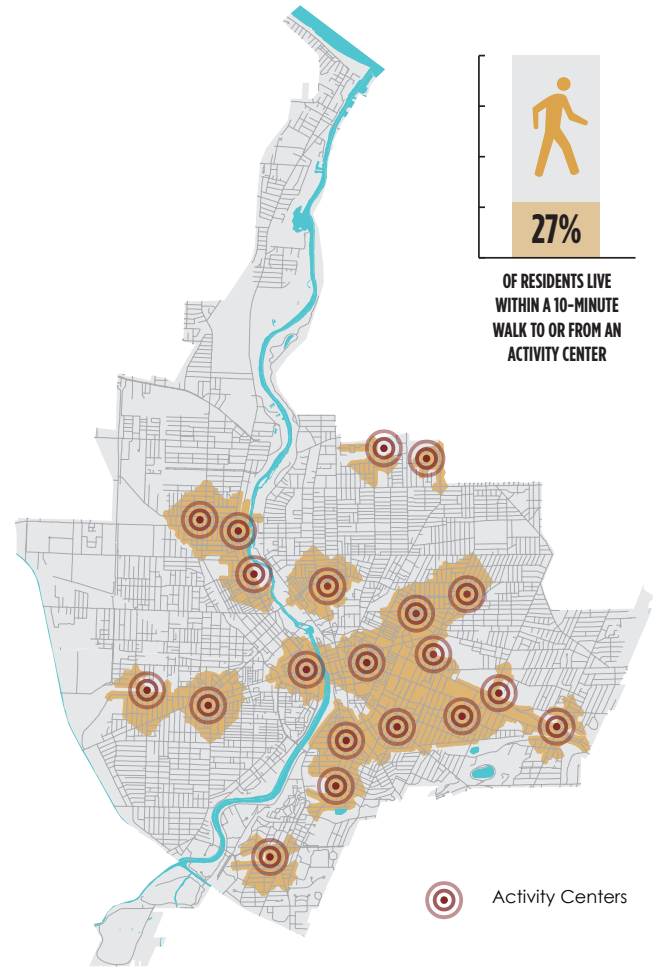 27%
OF RESIDENTS LIVE
WITHIN A 10-MINUTE
WALK TO OR FROM AN
ACTIVITY CENTER
Activity Centers